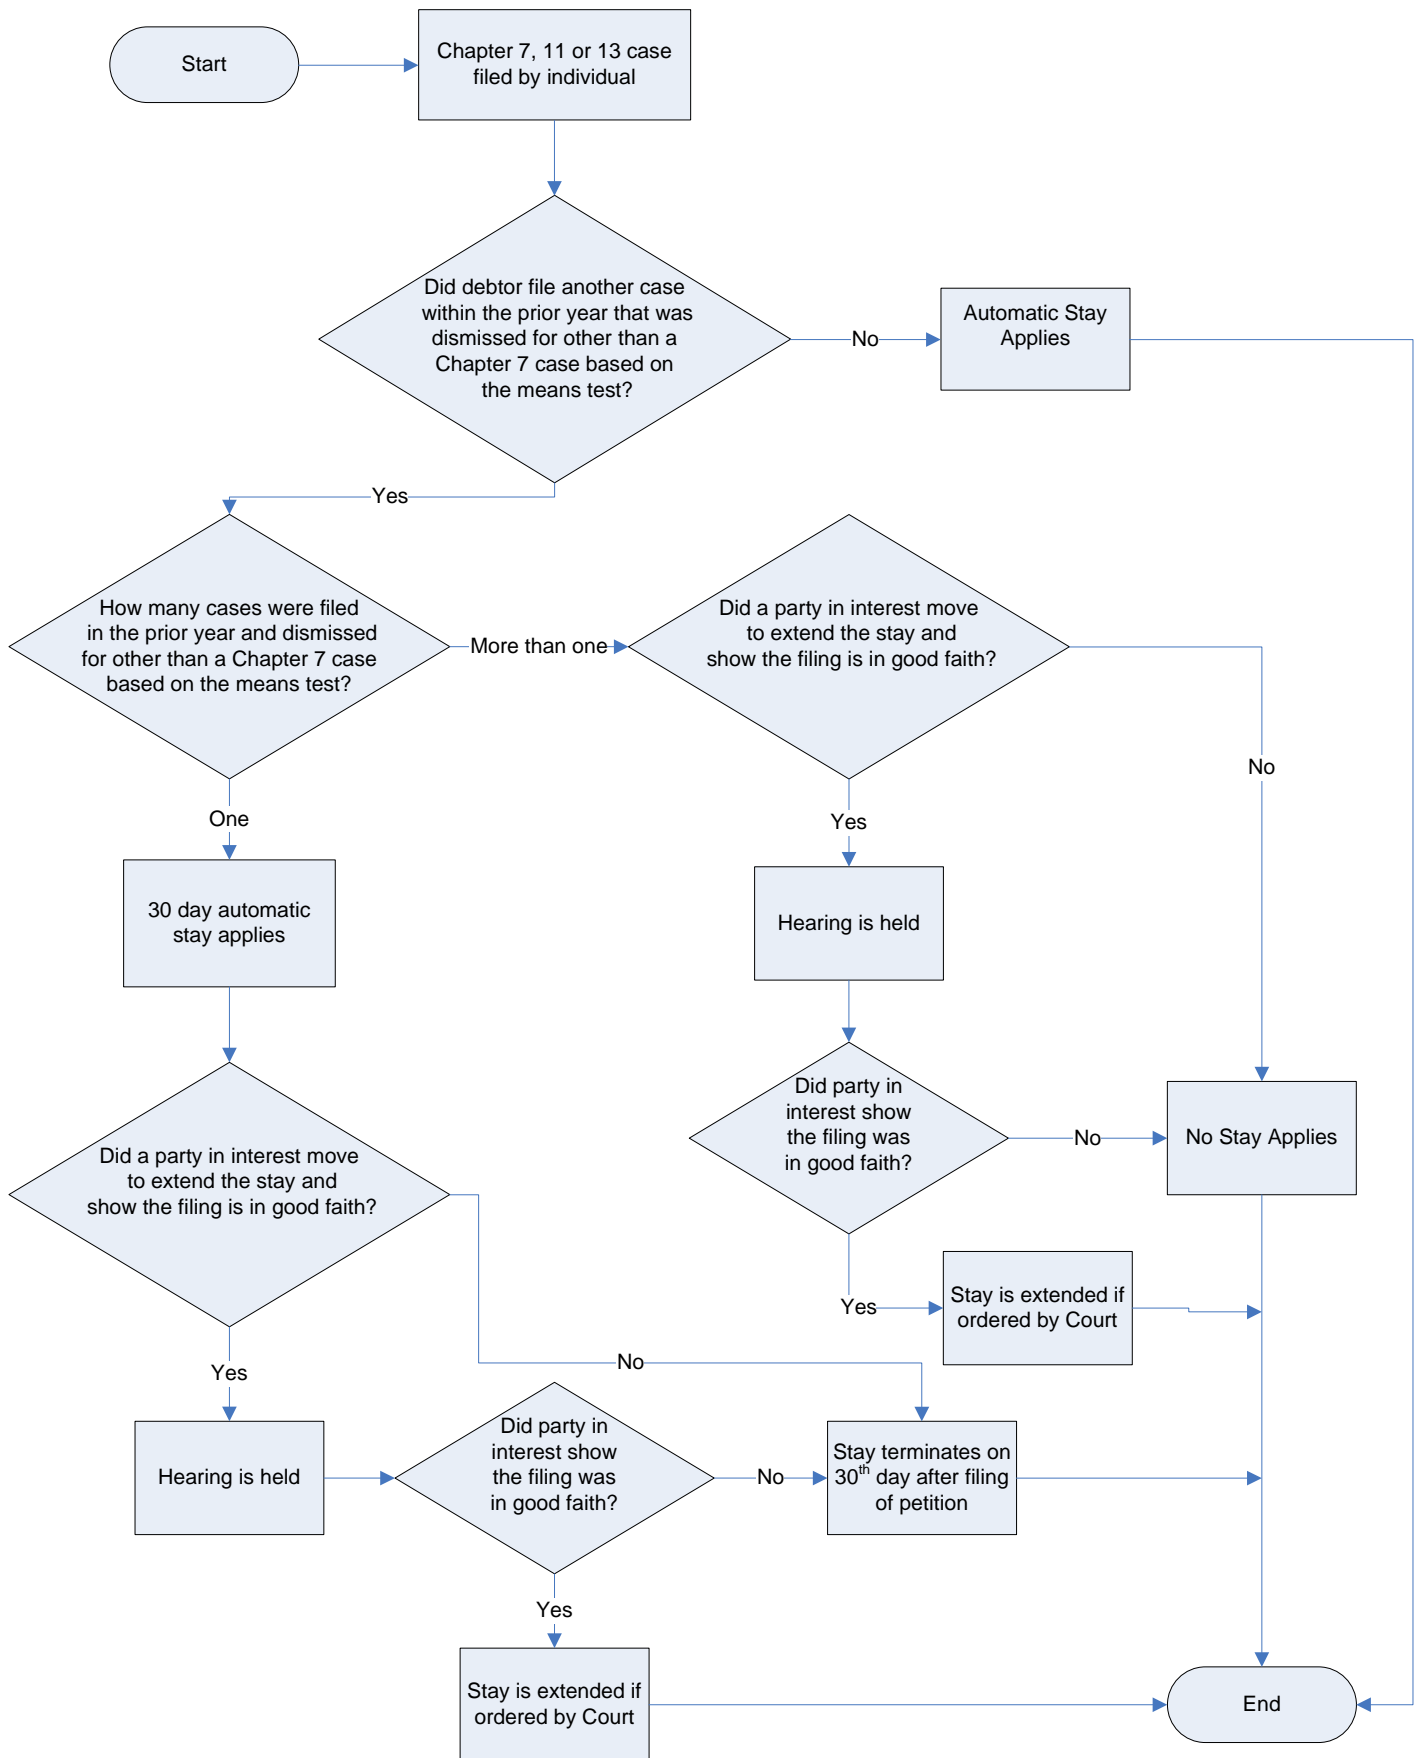 Start
Chapter 7, 11 or 13 case
filed by individual
Did debtor file another case
within the prior year that was
dismissed for other than a
Chapter 7 case based on
the means test?
No
Automatic Stay
Applies
Yes
How many cases were filed
in the prior year and dismissed
for other than a Chapter 7 case
based on the means test?
More than one
Did a party in interest move
to extend the stay and
show the filing is in good faith?
No
One
Yes
30 day automatic
stay applies
Hearing is held
Did party in
interest show
the filing was
in good faith?
No
No Stay Applies
Did a party in interest move
to extend the stay and
show the filing is in good faith?
Yes
Stay is extended if
ordered by Court
No
Yes
Hearing is held
Did party in
interest show
the filing was
in good faith?
No
Stay terminates on
30th day after filing
of petition
Yes
Stay is extended if
ordered by Court
End